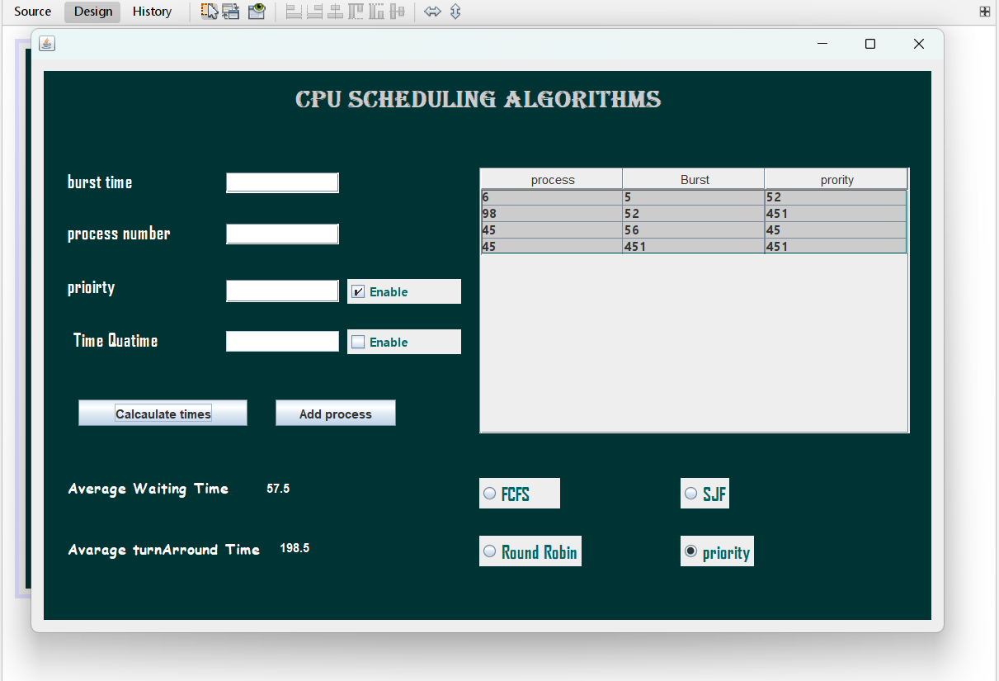 Source Design History
CPU SCHEDULING ALGORITHMS
burst time
process number
prioirty
Enable
Time Quatime
Enable
Calcaulate times
Add process
process Burst prority
6 5 52
98 52 451
45 56 45
45 451 451
Average Waiting Time 57.5
Avarage turnArround Time 198.5
FCFS
SJF
Round Robin
priority